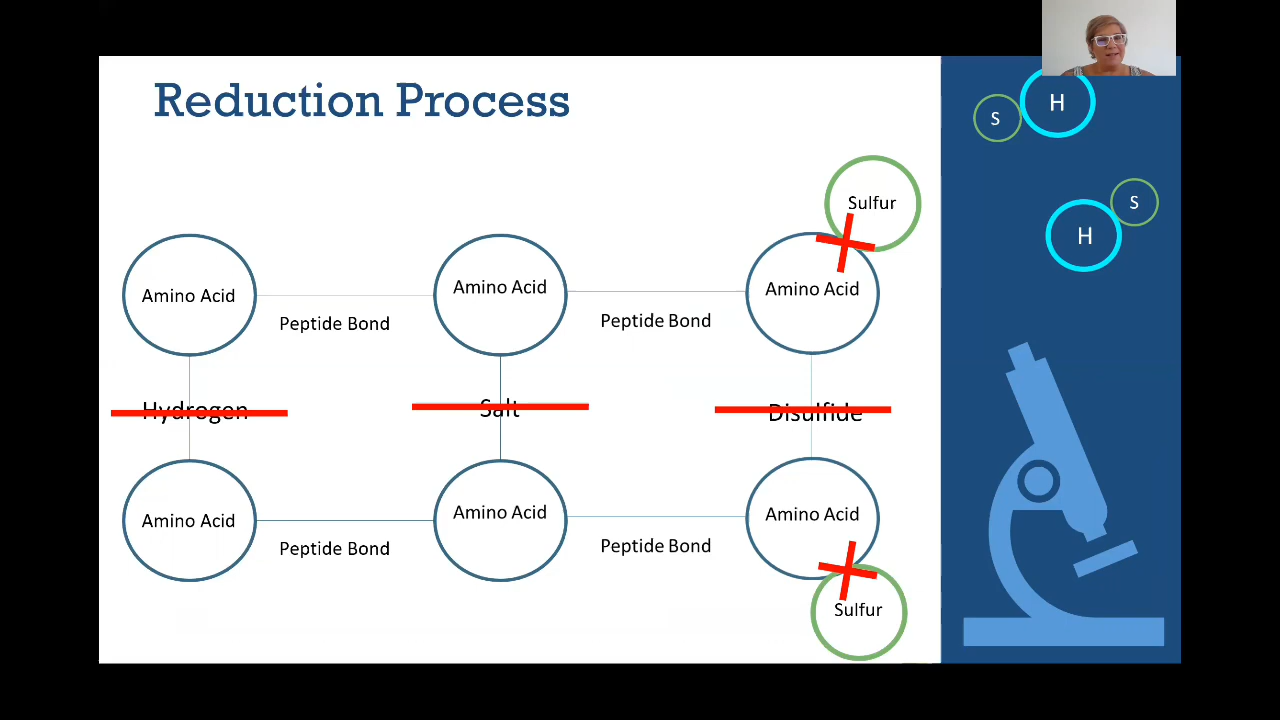 Reduction Process
H
S
S
H
Sulfur
Amino Acid
Amino Acid
Amino Acid
Peptide Bond
Peptide Bond
Hydrogen
Salt
Disulfide
Amino Acid
Amino Acid
Amino Acid
Peptide Bond
Peptide Bond
Sulfur